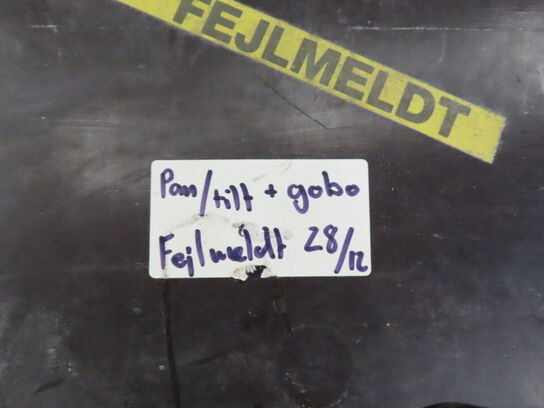 FEJLMELDT
Pan/tilt + gobo
Fejlmeldt 28/12